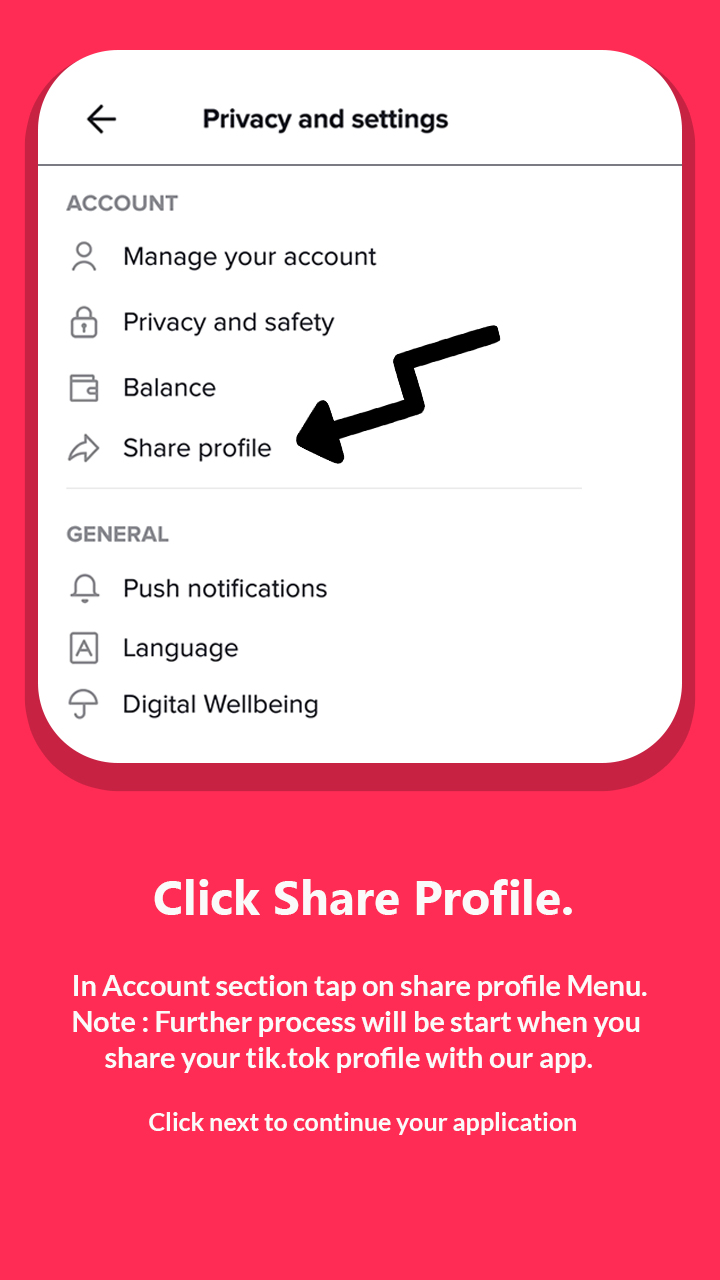 Privacy and settings
ACCOUNT
Manage your account
Privacy and safety
Balance
Share profile
GENERAL
Push notifications
A
Language
Digital Wellbeing
Click Share Profile.
In Account section tap on share profile Menu.
Note : Further process will be start when you
share your tik.tok profile with our app.
Click next to continue your application